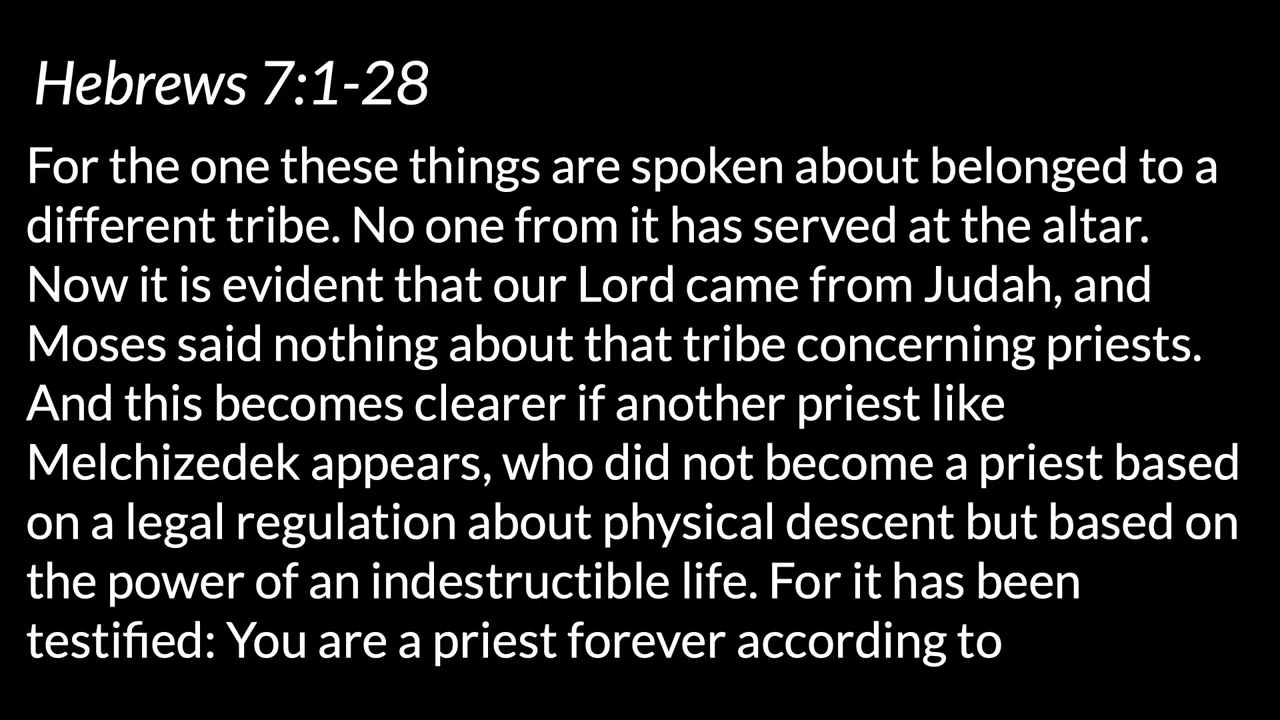 Hebrews 7:1-28
For the one these things are spoken about belonged to a
different tribe. No one from it has served at the altar.
Now it is evident that our Lord came from Judah, and
Moses said nothing about that tribe concerning priests.
And this becomes clearer if another priest like
Melchizedek appears, who did not become a priest based
on a legal regulation about physical descent but based on
the power of an indestructible life. For it has been
testified: You are a priest forever according to